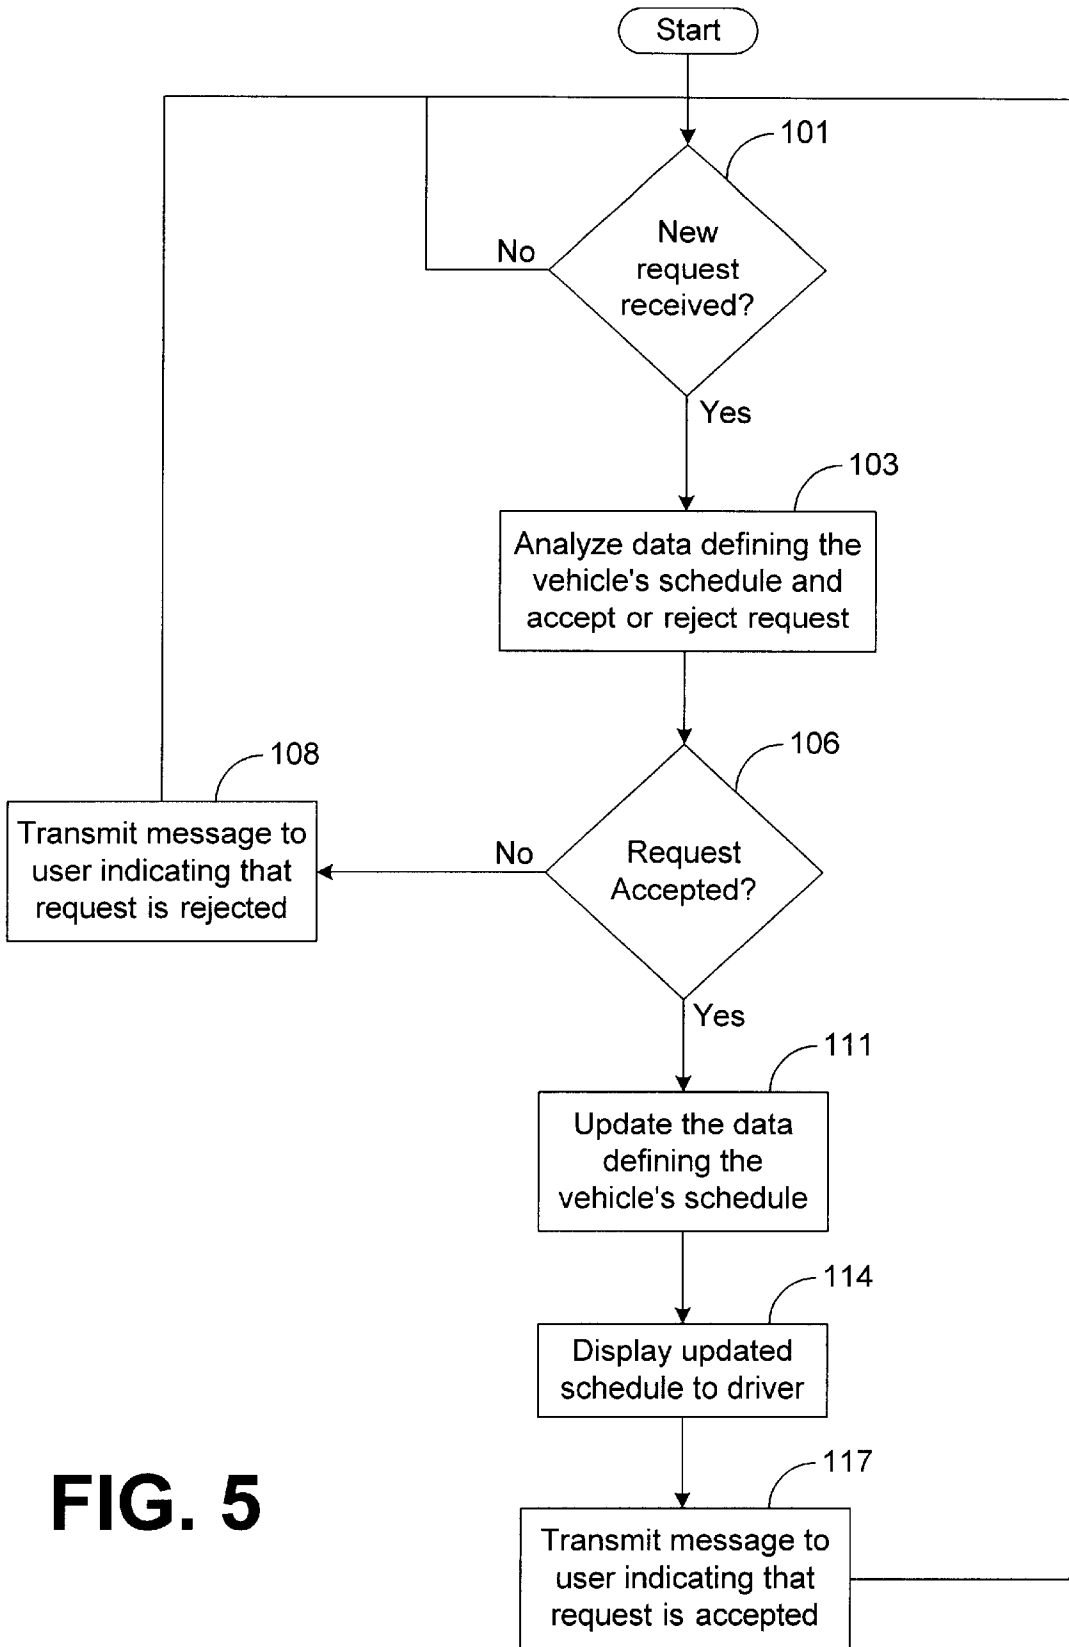 Start
101
New
request
received?
No
Yes
103
Analyze data defining the
vehicle's schedule and
accept or reject request
106
108
Transmit message to
user indicating that
request is rejected
No
Request
Accepted?
Yes
111
Update the data
defining the
vehicle's schedule
114
Display updated
schedule to driver
117
Transmit message to
user indicating that
request is accepted
FIG. 5